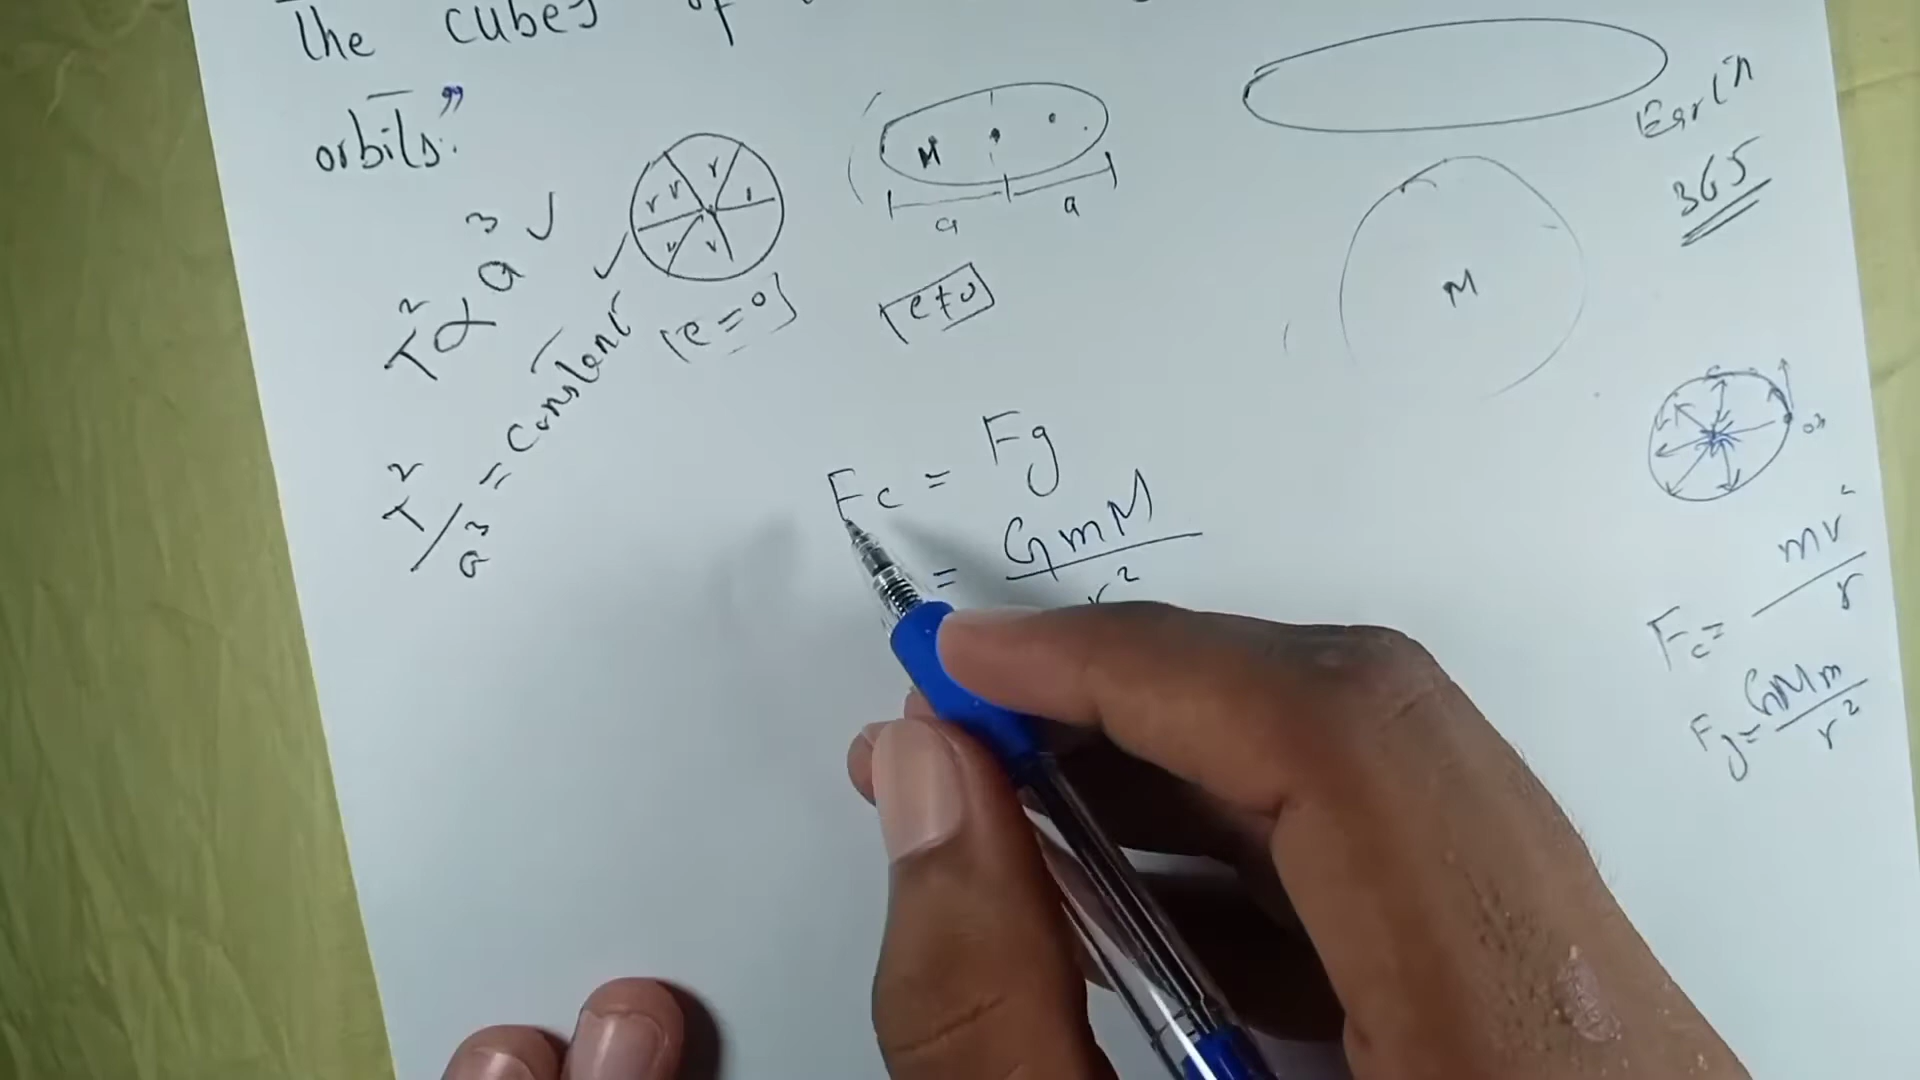 The cubes of
orbits."
T² ∝ a³ ✓
T²/a³ = constant ✓
r r r r r
[e = 0]
M
a a
[e ≠ 0]
Earth
365
M
Fc = Fg
= GmM/r²
Fc = mv²/r
Fg = GMm/r²